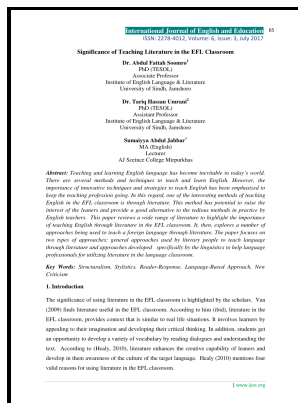 International Journal of English and Education 85
ISSN: 2278-4012, Volume: 6, Issue: 3, July 2017
Significance of Teaching Literature in the EFL Classroom
Dr. Abdul Fattah Soomro1
PhD (TESOL)
Associate Professor
Institute of English Language & Literature
University of Sindh, Jamshoro
Dr. Tariq Hassan Umrani2
PhD (TESOL)
Assistant Professor
Institute of English Language & Literature
University of Sindh, Jamshoro
Sumaiyya Abdul Jabbar3
MA (English)
Lecturer
AJ Science College Mirpurkhas
Abstract: Teaching and learning English language has become inevitable in today's world.
There are several methods and techniques to teach and learn English. However, the
importance of innovative techniques and strategies to teach English has been emphasized to
keep the teaching profession going. In this regard, one of the interesting methods of teaching
English in the EFL classroom is through literature. This method has potential to raise the
interest of the learners and provide a good alternative to the tedious methods in practice by
English teachers. This paper reviews a wide range of literature to highlight the importance
of teaching English through literature in the EFL classroom. It, then, explores a number of
approaches being used to teach a foreign language through literature. The paper focuses on
two types of approaches: general approaches used by literary people to teach language
through literature and approaches developed specifically by the linguistics to help language
professionals for utilizing literature in the language classroom.
Key Words: Structuralism, Stylistics, Reader-Response, Language-Based Approach, New
Criticism
1. Introduction
The significance of using literature in the EFL classroom is highlighted by the scholars. Van
(2009) finds literature useful in the EFL classroom. According to him (ibid), literature in the
EFL classroom, provides context that is similar to real life situations. It involves learners by
appealing to their imagination and developing their critical thinking. In addition, students get
an opportunity to develop a variety of vocabulary by reading dialogues and understanding the
text. According to (Healy, 2010), literature enhances the creative capability of learners and
develop in them awareness of the culture of the target language. Healy (2010) mentions four
valid reasons for using literature in the EFL classroom.
| www.ijee.org